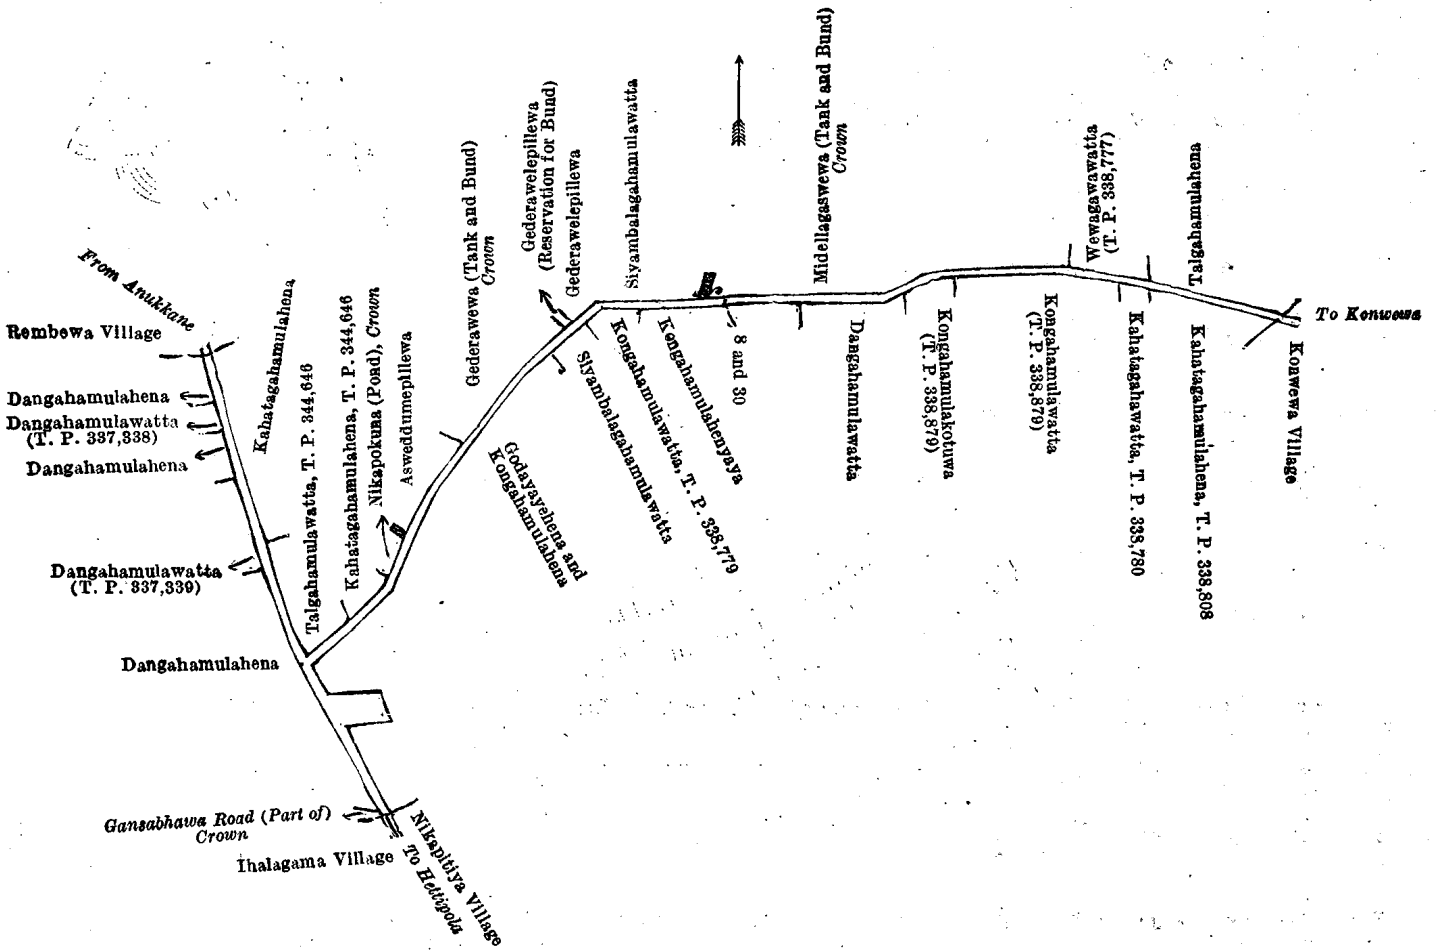 From Anukkane
Rembewa Village
Dangahamulahena
Dangahamulawatta
(T. P. 337,338)
Dangahamulahena
Dangahamulawatta
(T. P. 337,339)
Dangahamulahena
Gansabhawa Road (Part of)
Crown
Ihalagama Village
To Hettipola
Nikapitiya Village
Kahatagahamulahena
Talgahamulawatta, T. P. 344,646
Kahatagahamulahena, T. P. 344,646
Nikapokuna (Pond), Crown
Asweddumepillewa
Gederawewa (Tank and Bund)
Crown
Godayayehena and
Kongahamulahena
Gederawelepillewa
(Reservation for Bund)
Gederawelepillewa
Siyambalagahamulawatta
Siyambalagahamulawatta
Kongahamulawatta, T. P. 338,779
Kongahamulahenyaya
8 and 30
Midellagaswewa (Tank and Bund)
Crown
Dangahamulawatta
Kongahamulakotuwa
(T. P. 338,879)
Kongahamulawatta
(T. P. 338,879)
Wewagawawatta
(T. P. 338,777)
Kahatagahawatta, T. P. 338,780
Talgahamulahena
Kahatagahamulahena, T. P. 338,808
To Konwewa
Konwewa Village